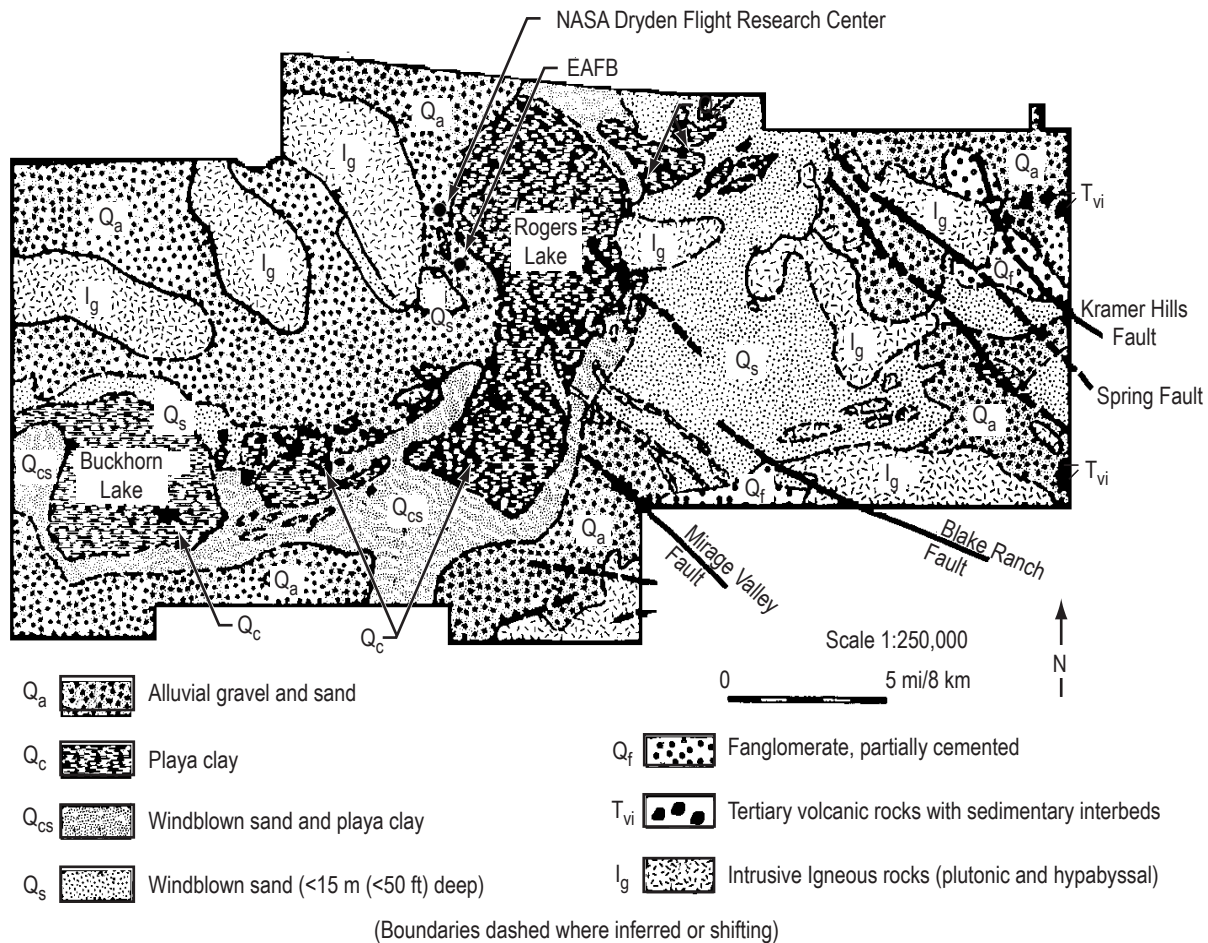 NASA Dryden Flight Research Center
EAFB
Qa
Ig
Qa
Qa
Tvi
Ig
Qa
Rogers
Lake
Ig
Ig
Qf
Ig
Qs
Kramer Hills
Fault
Ig
Qs
Spring Fault
Qs
Qa
Qcs
Buckhorn
Lake
Ig
Tvi
Qf
Qcs
Qa
Blake Ranch
Fault
Mirage Valley
Fault
Qa
Qc
Qc
Scale 1:250,000
N
0 5 mi/8 km
Qa Alluvial gravel and sand
Qc Playa clay
Qcs Windblown sand and playa clay
Qs Windblown sand (<15 m (<50 ft) deep)
Qf Fanglomerate, partially cemented
Tvi Tertiary volcanic rocks with sedimentary interbeds
Ig Intrusive Igneous rocks (plutonic and hypabyssal)
(Boundaries dashed where inferred or shifting)